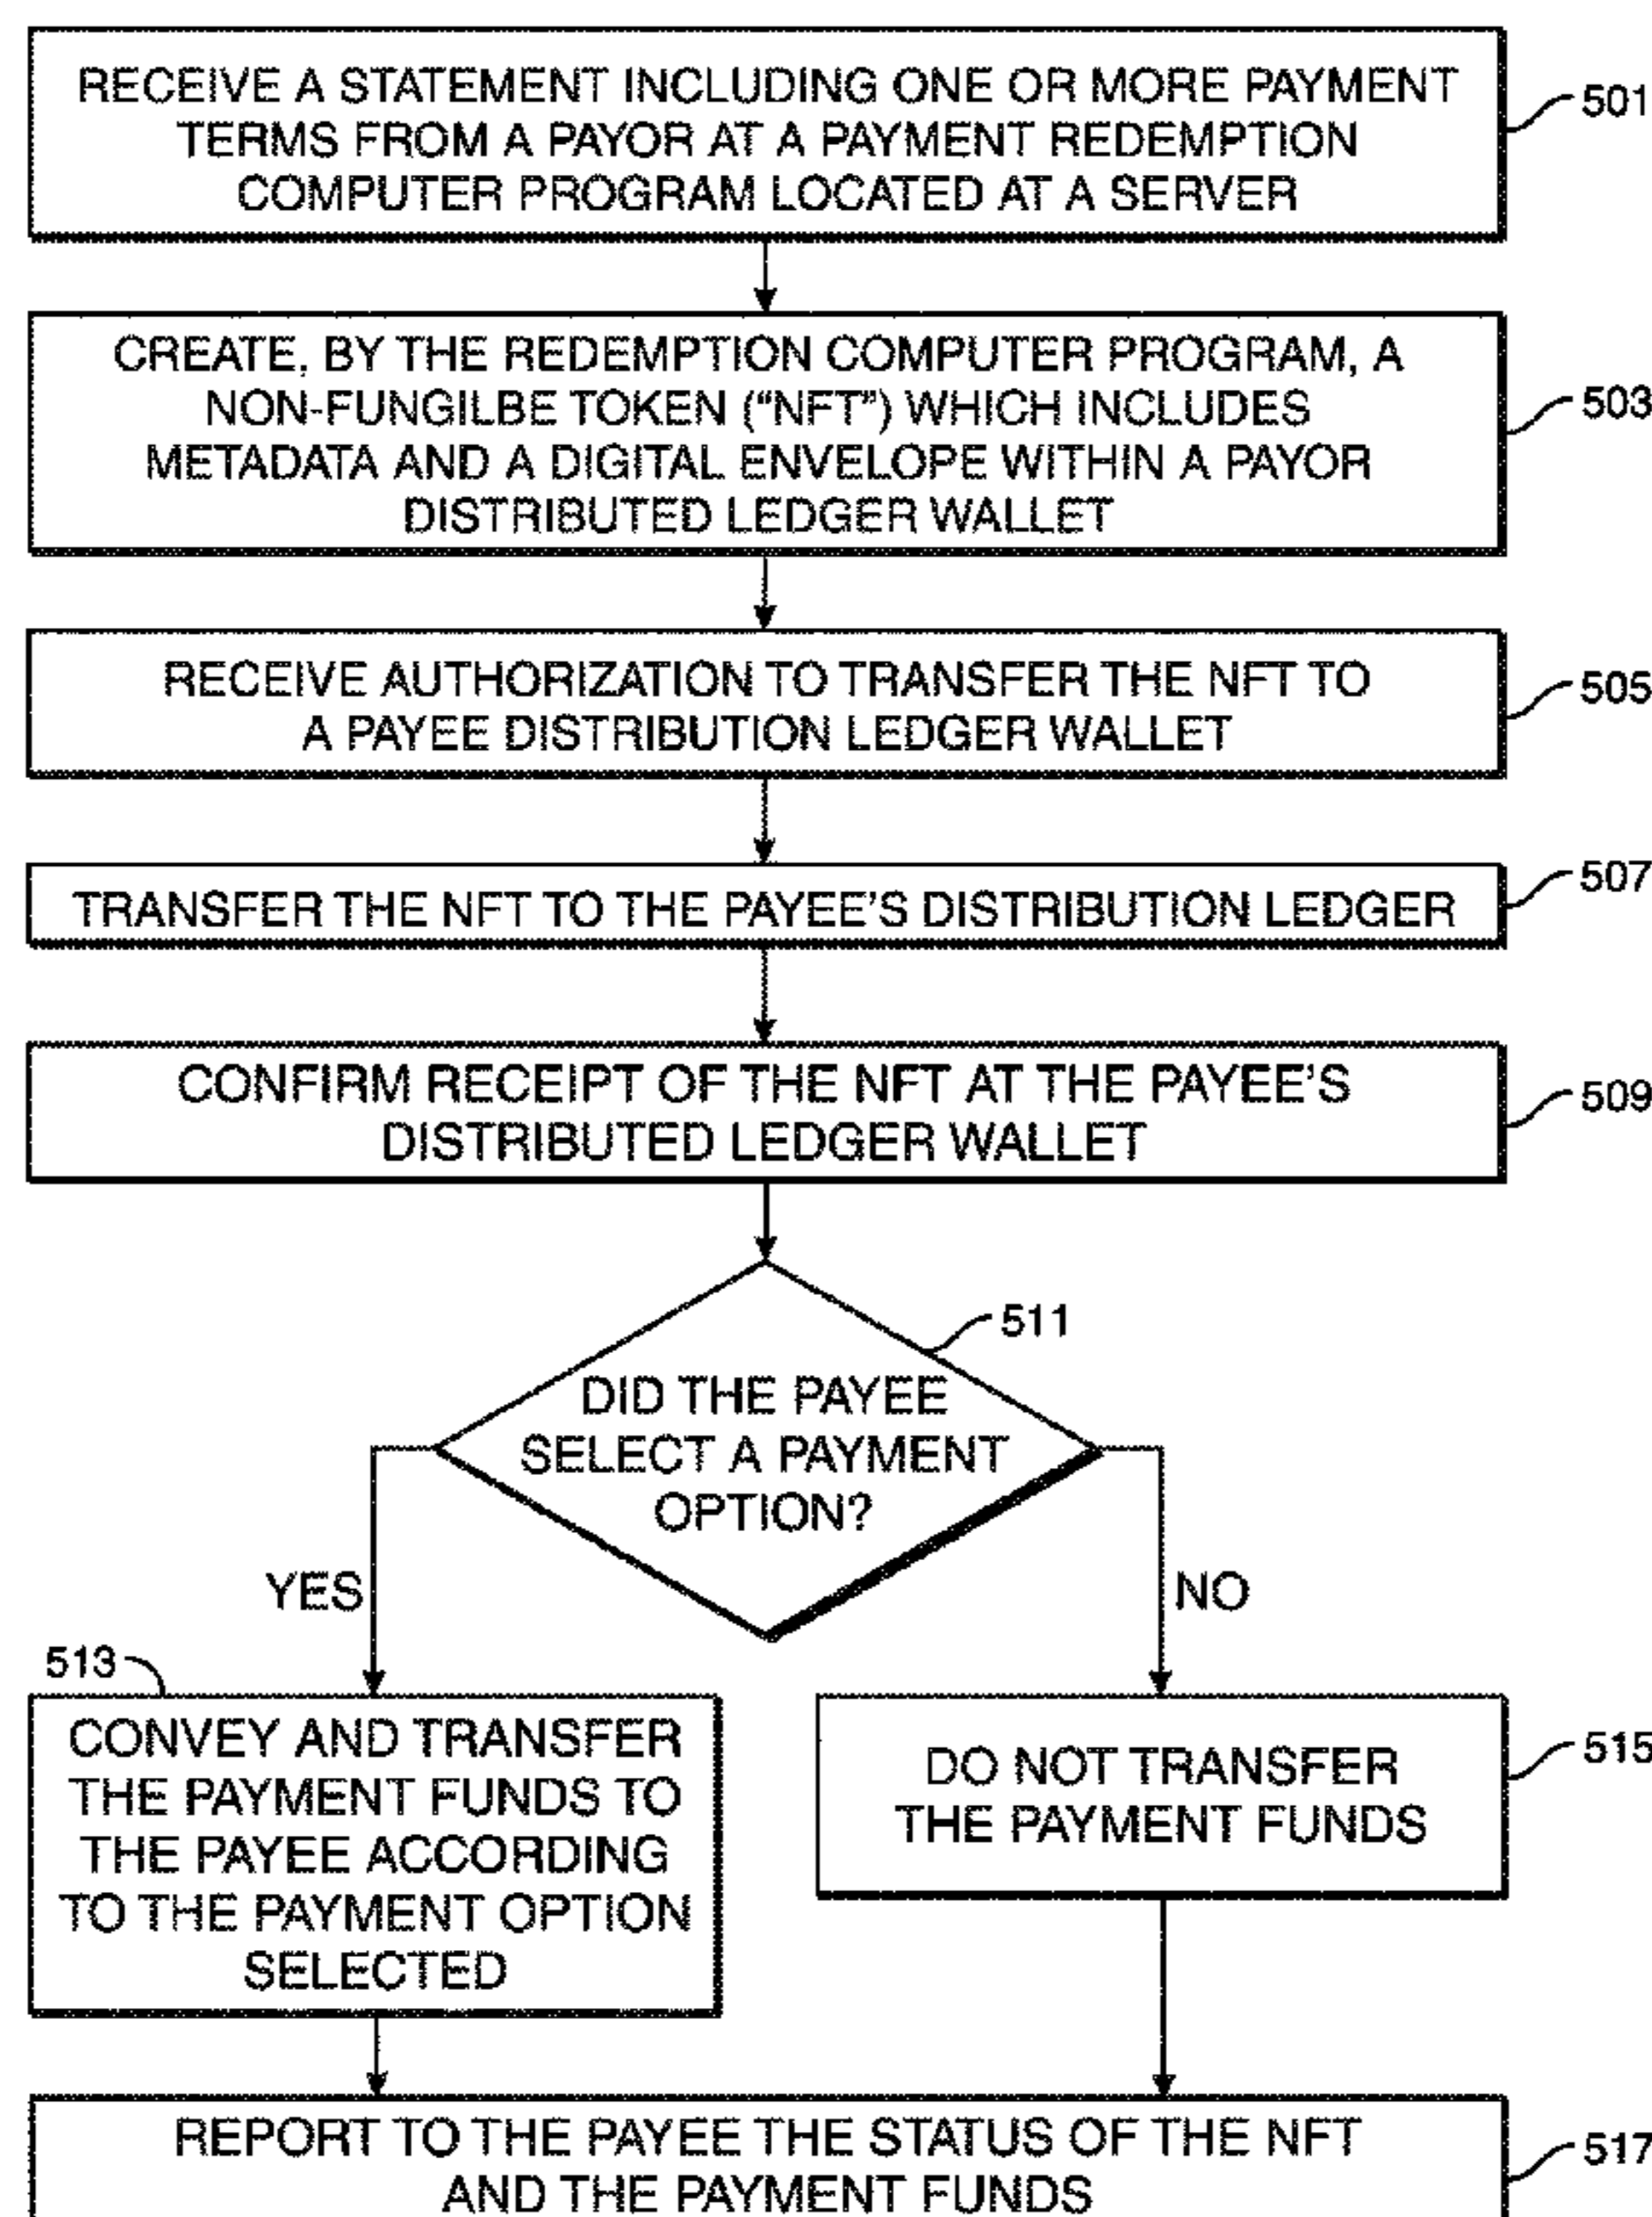 RECEIVE A STATEMENT INCLUDING ONE OR MORE PAYMENT
TERMS FROM A PAYOR AT A PAYMENT REDEMPTION
COMPUTER PROGRAM LOCATED AT A SERVER
501
CREATE, BY THE REDEMPTION COMPUTER PROGRAM, A
NON-FUNGILBE TOKEN (“NFT”) WHICH INCLUDES
METADATA AND A DIGITAL ENVELOPE WITHIN A PAYOR
DISTRIBUTED LEDGER WALLET
503
RECEIVE AUTHORIZATION TO TRANSFER THE NFT TO
A PAYEE DISTRIBUTION LEDGER WALLET
505
TRANSFER THE NFT TO THE PAYEE’S DISTRIBUTION LEDGER
507
CONFIRM RECEIPT OF THE NFT AT THE PAYEE’S
DISTRIBUTED LEDGER WALLET
509
511
DID THE PAYEE
SELECT A PAYMENT
OPTION?
YES
NO
513
CONVEY AND TRANSFER
THE PAYMENT FUNDS TO
THE PAYEE ACCORDING
TO THE PAYMENT OPTION
SELECTED
DO NOT TRANSFER
THE PAYMENT FUNDS
515
REPORT TO THE PAYEE THE STATUS OF THE NFT
AND THE PAYMENT FUNDS
517